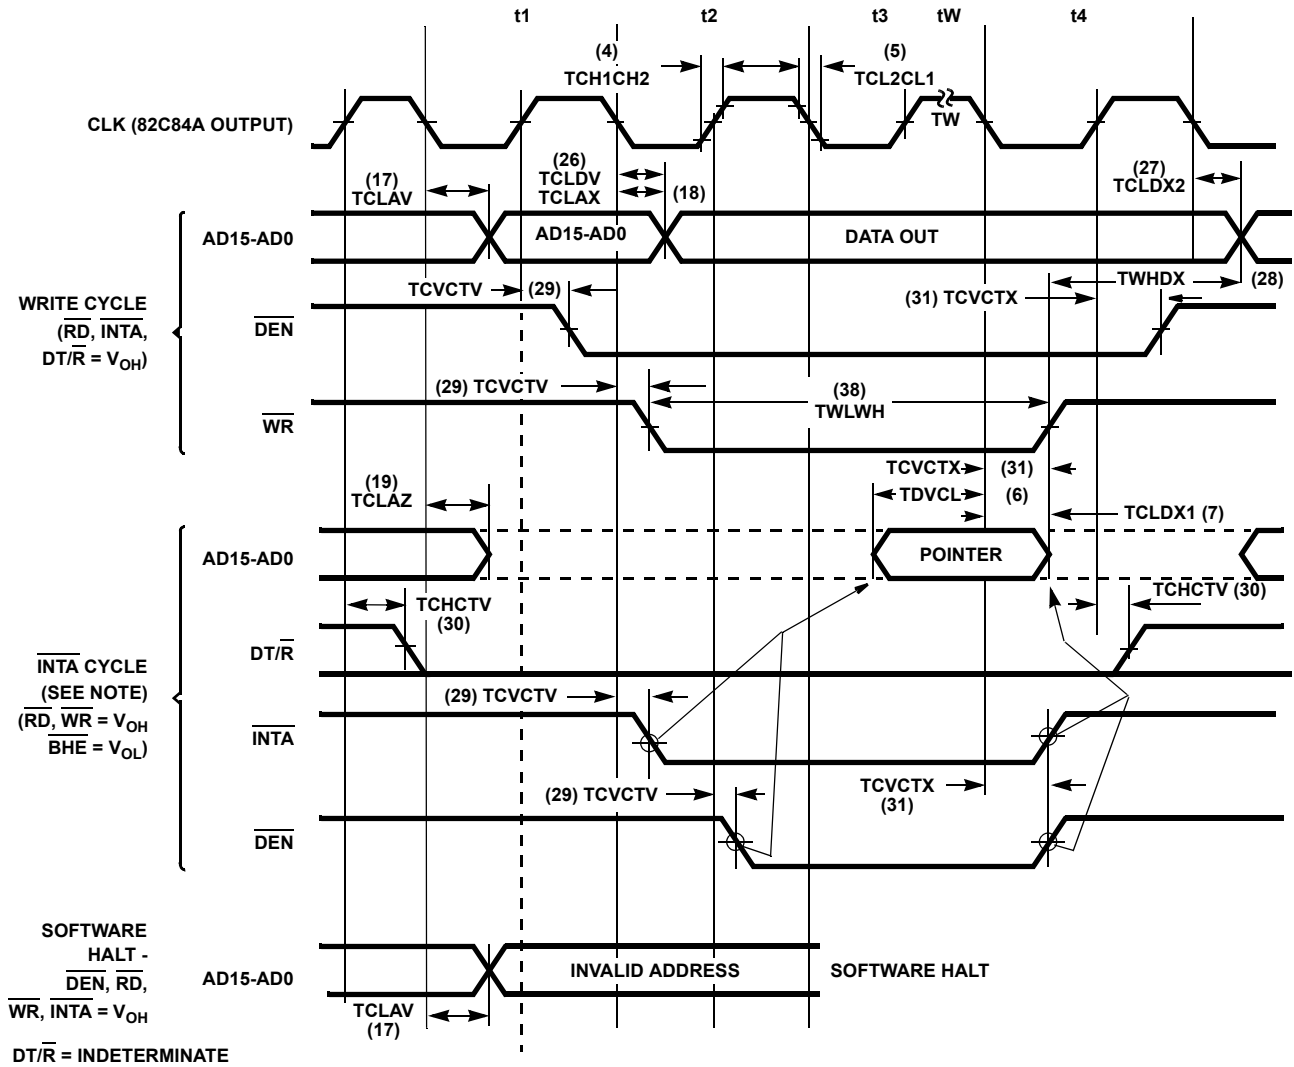 t1 t2 t3 tW t4
(4)
TCH1CH2
(5)
TCL2CL1
CLK (82C84A OUTPUT)
TW
(17)
TCLAV
(26)
TCLDV
TCLAX
(18)
(27)
TCLDX2
AD15-AD0
AD15-AD0
DATA OUT
WRITE CYCLE
(RD, INTA,
DT/R = VOH)
TCVCTV (29)
TWHDX
(28)
(31) TCVCTX
DEN
(29) TCVCTV
(38)
TWLWH
WR
TCVCTX (31)
(19)
TCLAZ
TDVCL (6)
TCLDX1 (7)
AD15-AD0
POINTER
TCHCTV
(30)
TCHCTV (30)
DT/R
INTA CYCLE
(SEE NOTE)
(RD, WR = VOH
BHE = VOL)
(29) TCVCTV
INTA
(29) TCVCTV
TCVCTX
(31)
DEN
SOFTWARE
HALT -
DEN, RD,
WR, INTA = VOH
AD15-AD0
INVALID ADDRESS
SOFTWARE HALT
TCLAV
(17)
DT/R = INDETERMINATE